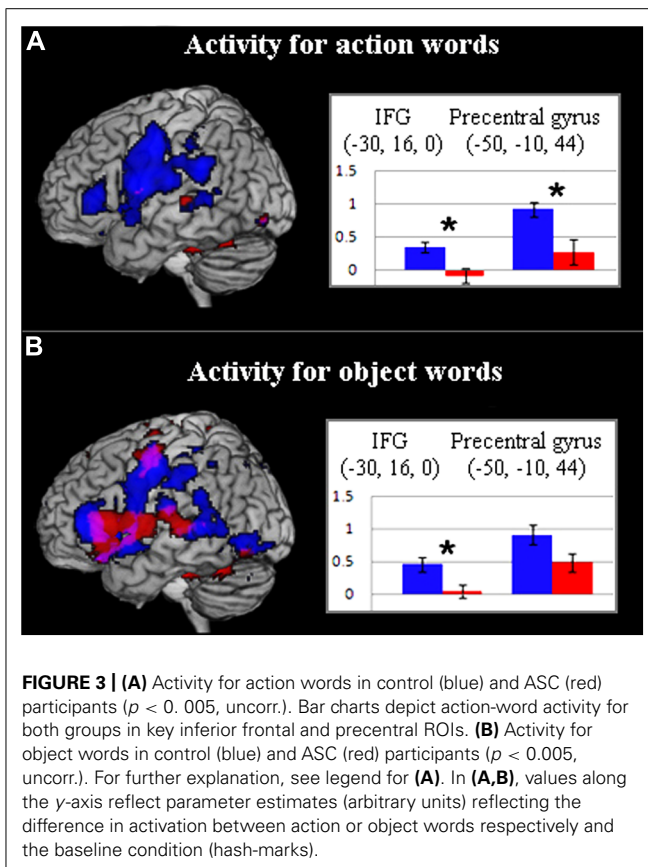 A
Activity for action words
IFG Precentral gyrus
(-30, 16, 0) (-50, -10, 44)
1.5
*
*
1
0.5
0
B
Activity for object words
IFG Precentral gyrus
(-30, 16, 0) (-50, -10, 44)
1.5
1
*
0.5
0
FIGURE 3 | (A) Activity for action words in control (blue) and ASC (red)
participants (p < 0. 005, uncorr.). Bar charts depict action-word activity for
both groups in key inferior frontal and precentral ROIs. (B) Activity for
object words in control (blue) and ASC (red) participants (p < 0.005,
uncorr.). For further explanation, see legend for (A). In (A,B), values along
the y-axis reflect parameter estimates (arbitrary units) reflecting the
difference in activation between action or object words respectively and
the baseline condition (hash-marks).